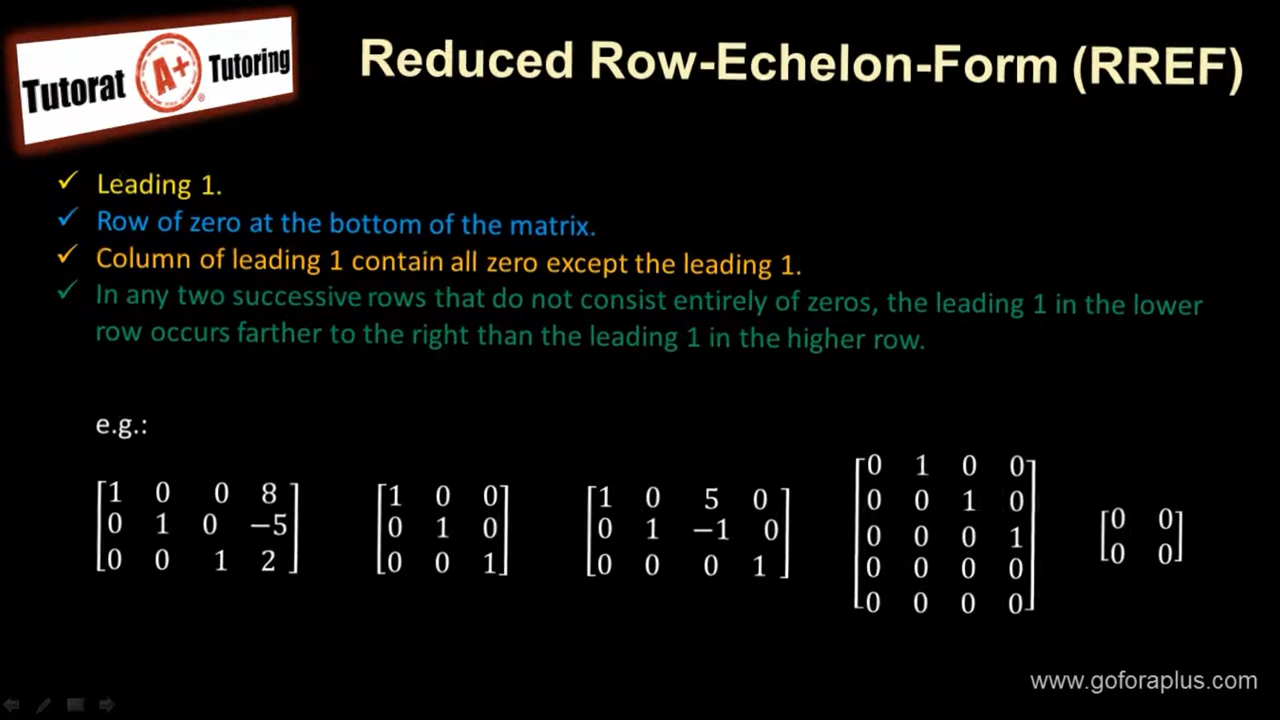 Tutorat A+ Tutoring ®
Reduced Row-Echelon-Form (RREF)
✓ Leading 1.
✓ Row of zero at the bottom of the matrix.
✓ Column of leading 1 contain all zero except the leading 1.
✓ In any two successive rows that do not consist entirely of zeros, the leading 1 in the lower
row occurs farther to the right than the leading 1 in the higher row.
e.g.:
1 0 0 8
0 1 0 −5
0 0 1 2
1 0 0
0 1 0
0 0 1
1 0 5 0
0 1 −1 0
0 0 0 1
0 1 0 0
0 0 1 0
0 0 0 1
0 0 0 0
0 0 0 0
0 0
0 0
www.goforaplus.com